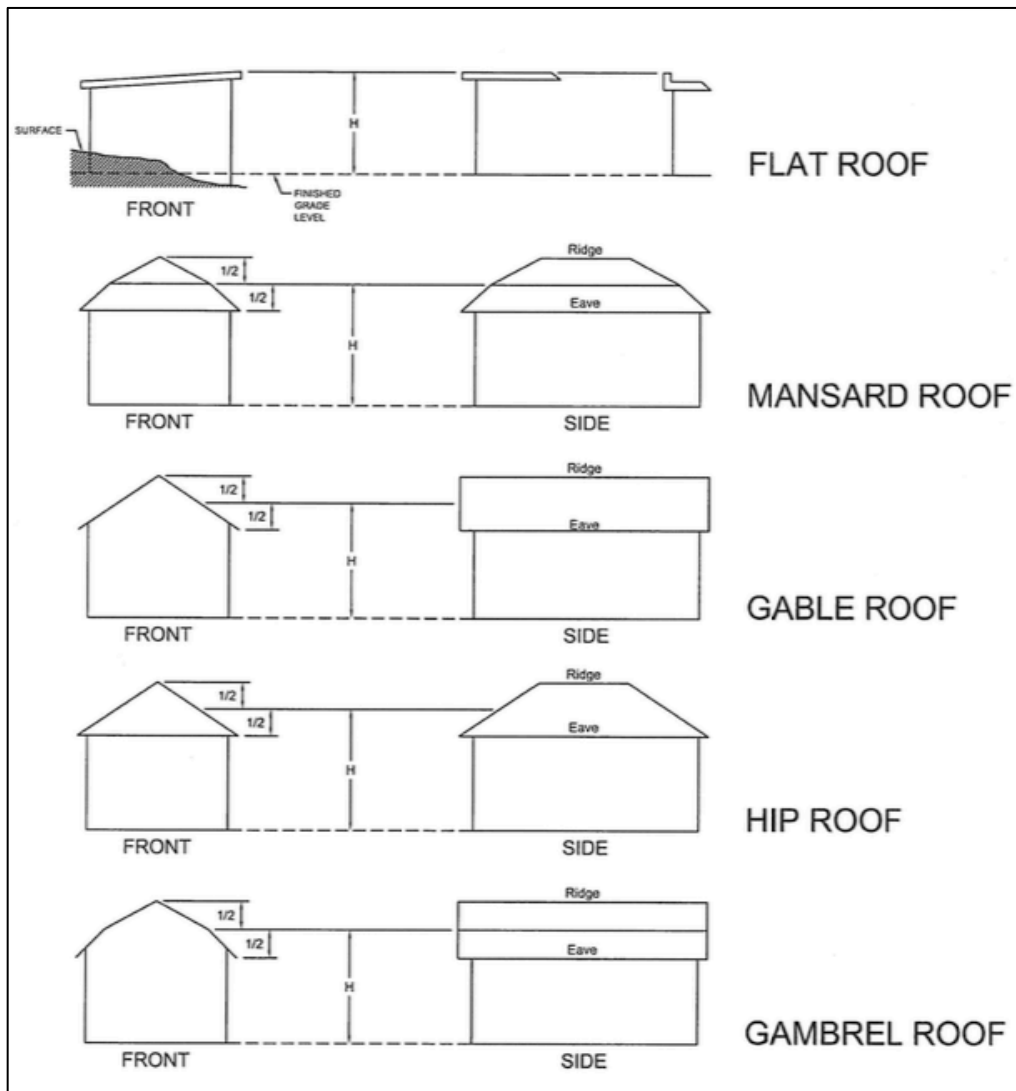 SURFACE
H
FINISHED
GRADE
LEVEL
FRONT
FLAT ROOF
1/2
1/2
H
Ridge
Eave
FRONT
SIDE
MANSARD ROOF
1/2
1/2
H
Ridge
Eave
FRONT
SIDE
GABLE ROOF
1/2
1/2
H
Ridge
Eave
FRONT
SIDE
HIP ROOF
1/2
1/2
H
Ridge
Eave
FRONT
SIDE
GAMBREL ROOF